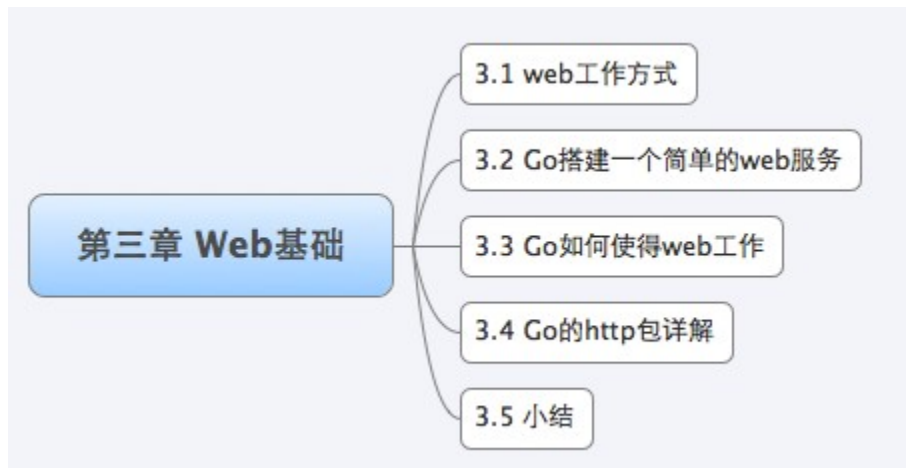 3.1 web工作方式
3.2 Go搭建一个简单的web服务
第三章 Web基础
3.3 Go如何使得web工作
3.4 Go的http包详解
3.5 小结